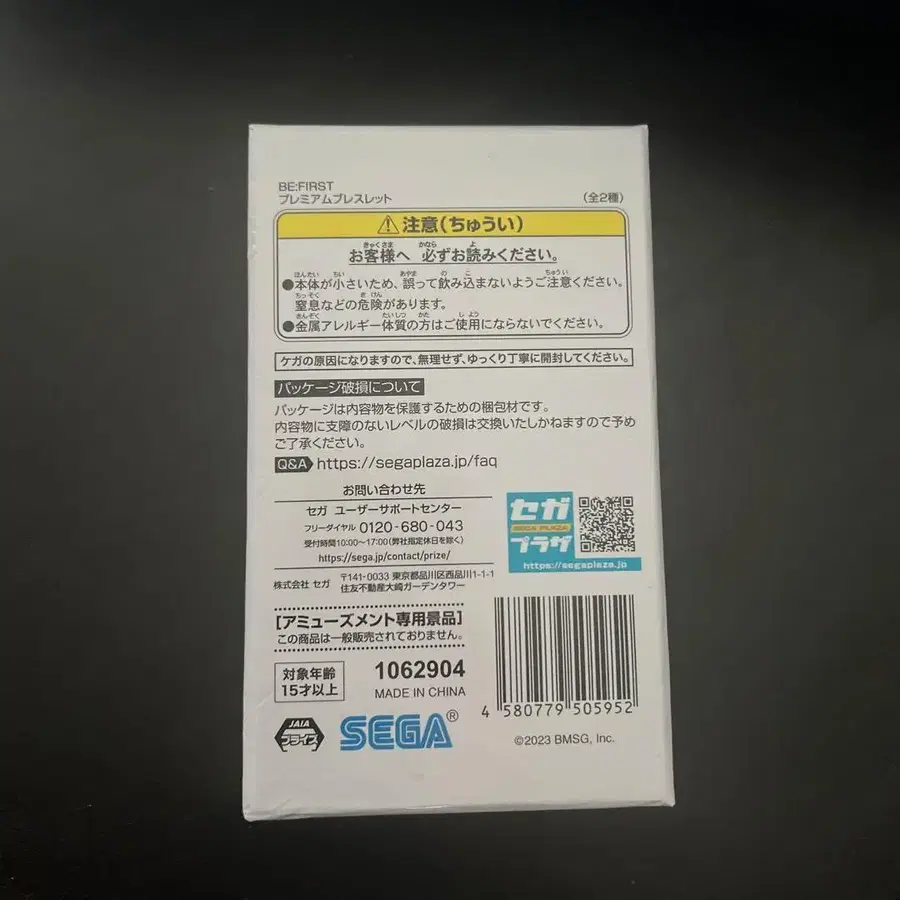 BE:FIRST
プレミアムブレスレット
(全2種)
⚠注意(ちゅうい)
お客様へ 必ずお読みください。
●本体が小さいため、誤って飲み込まないようご注意ください。
窒息などの危険があります。
●金属アレルギー体質の方はご使用にならないでください。
ケガの原因になりますので、無理せず、ゆっくり丁寧に開封してください。
パッケージ破損について
パッケージは内容物を保護するための梱包材です。
内容物に支障のないレベルの破損は交換いたしかねますので予め
ご了承ください。
Q&A https://segaplaza.jp/faq
お問い合わせ先
セガ ユーザーサポートセンター
フリーダイヤル 0120-680-043
受付時間10:00~17:00(弊社指定休日を除く)
https://sega.jp/contact/prize/
株式会社 セガ 〒141-0033 東京都品川区西品川1-1-1
住友不動産大崎ガーデンタワー
セガ
SEGA PLAZA
プラザ
https://segaplaza.jp
[アミューズメント専用景品]
この商品は一般販売されておりません。
対象年齢
15才以上
1062904
MADE IN CHINA
JAIA
プライズ
SEGA®
4 580779 505952
©2023 BMSG, Inc.